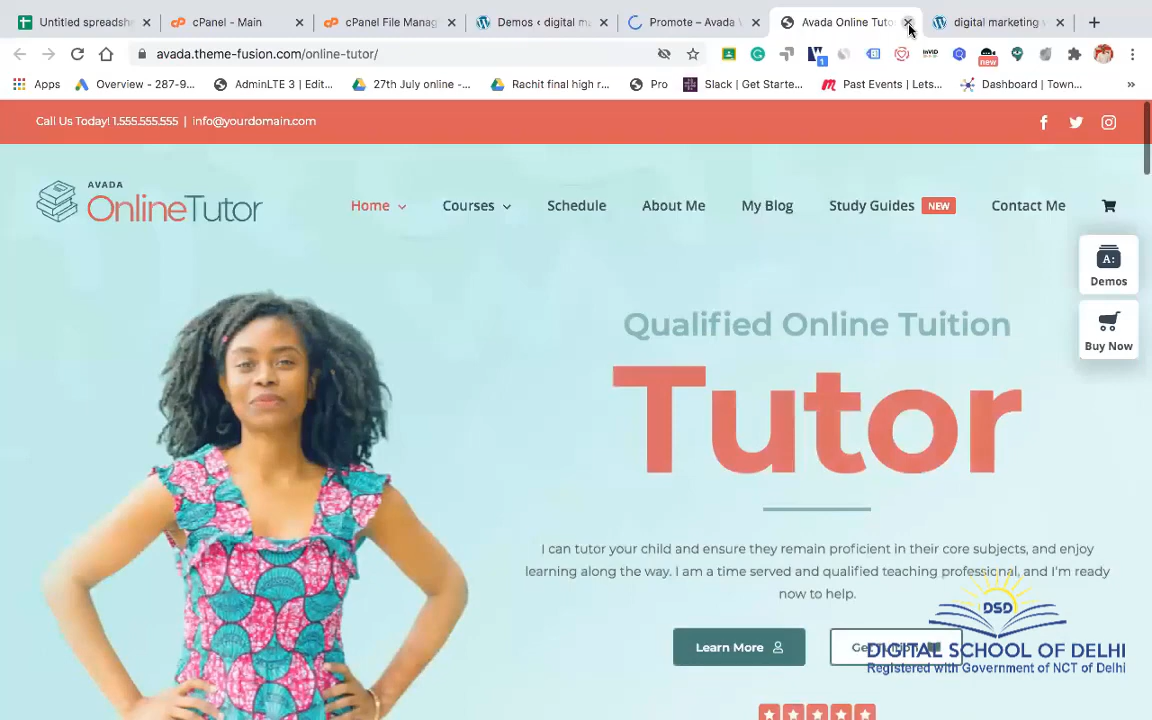 Untitled spreadsh
cPanel - Main
cPanel File Manag
Demos ‹ digital m
Promote – Avada
Avada Online Tuto
digital marketing
avada.theme-fusion.com/online-tutor/
new
1
Apps
Overview - 287-9...
AdminLTE 3 | Edit...
27th July online -...
Rachit final high r...
Pro
Slack | Get Starte...
Past Events | Lets...
Dashboard | Town...
»
Call Us Today! 1.555.555.555 | info@yourdomain.com
AVADA
OnlineTutor
Home
Courses
Schedule
About Me
My Blog
Study Guides NEW
Contact Me
A:
Demos
Buy Now
Qualified Online Tuition
Tutor
I can tutor your child and ensure they remain proficient in their core subjects, and enjoy
learning along the way. I am a time served and qualified teaching professional, and I'm ready
now to help.
Learn More
DSD
DIGITAL SCHOOL OF DELHI
Registered with Government of NCT of Delhi